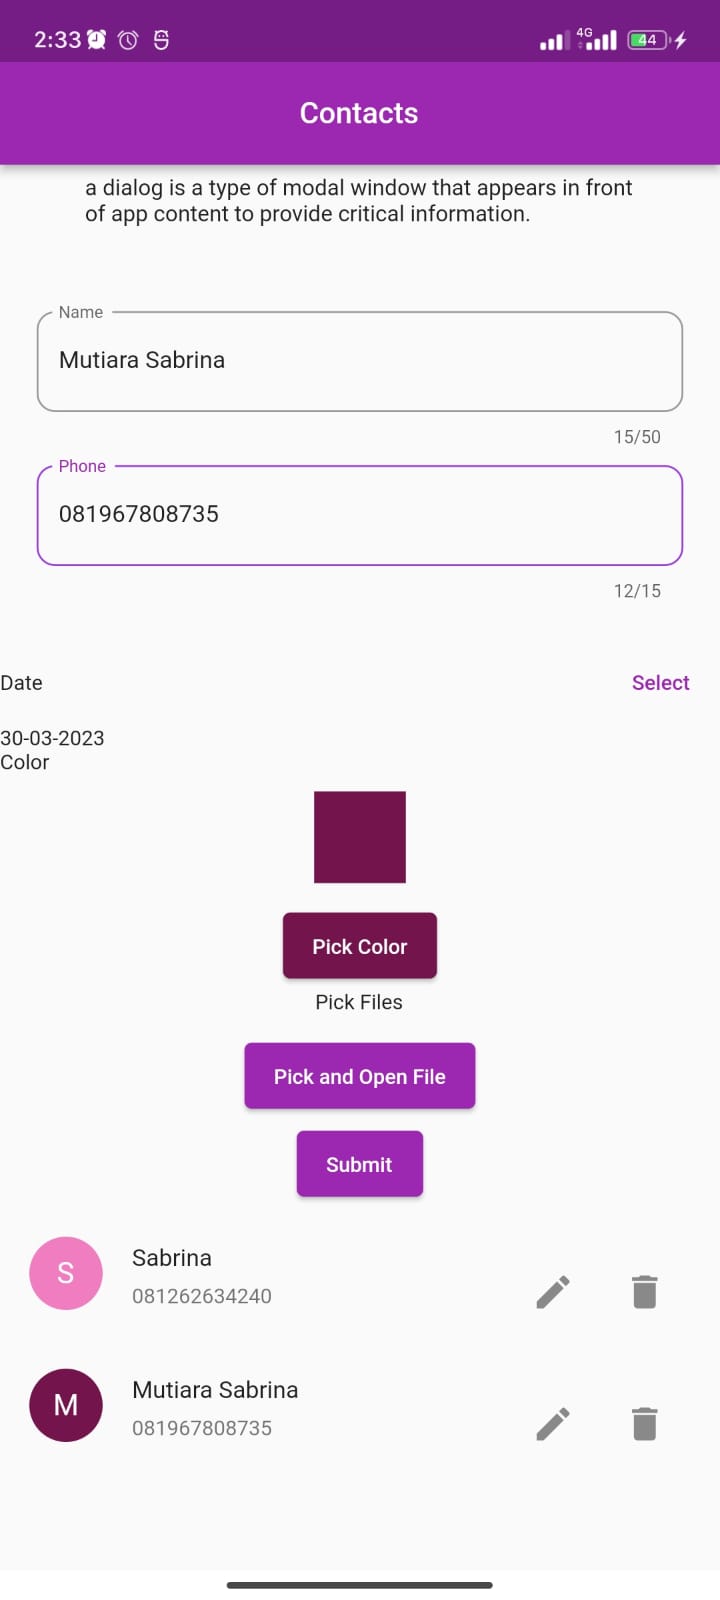 2:33
4G
44
Contacts
a dialog is a type of modal window that appears in front
of app content to provide critical information.
Name
Mutiara Sabrina
15/50
Phone
081967808735
12/15
Date Select
30-03-2023
Color
Pick Color
Pick Files
Pick and Open File
Submit
S
Sabrina
081262634240
M
Mutiara Sabrina
081967808735